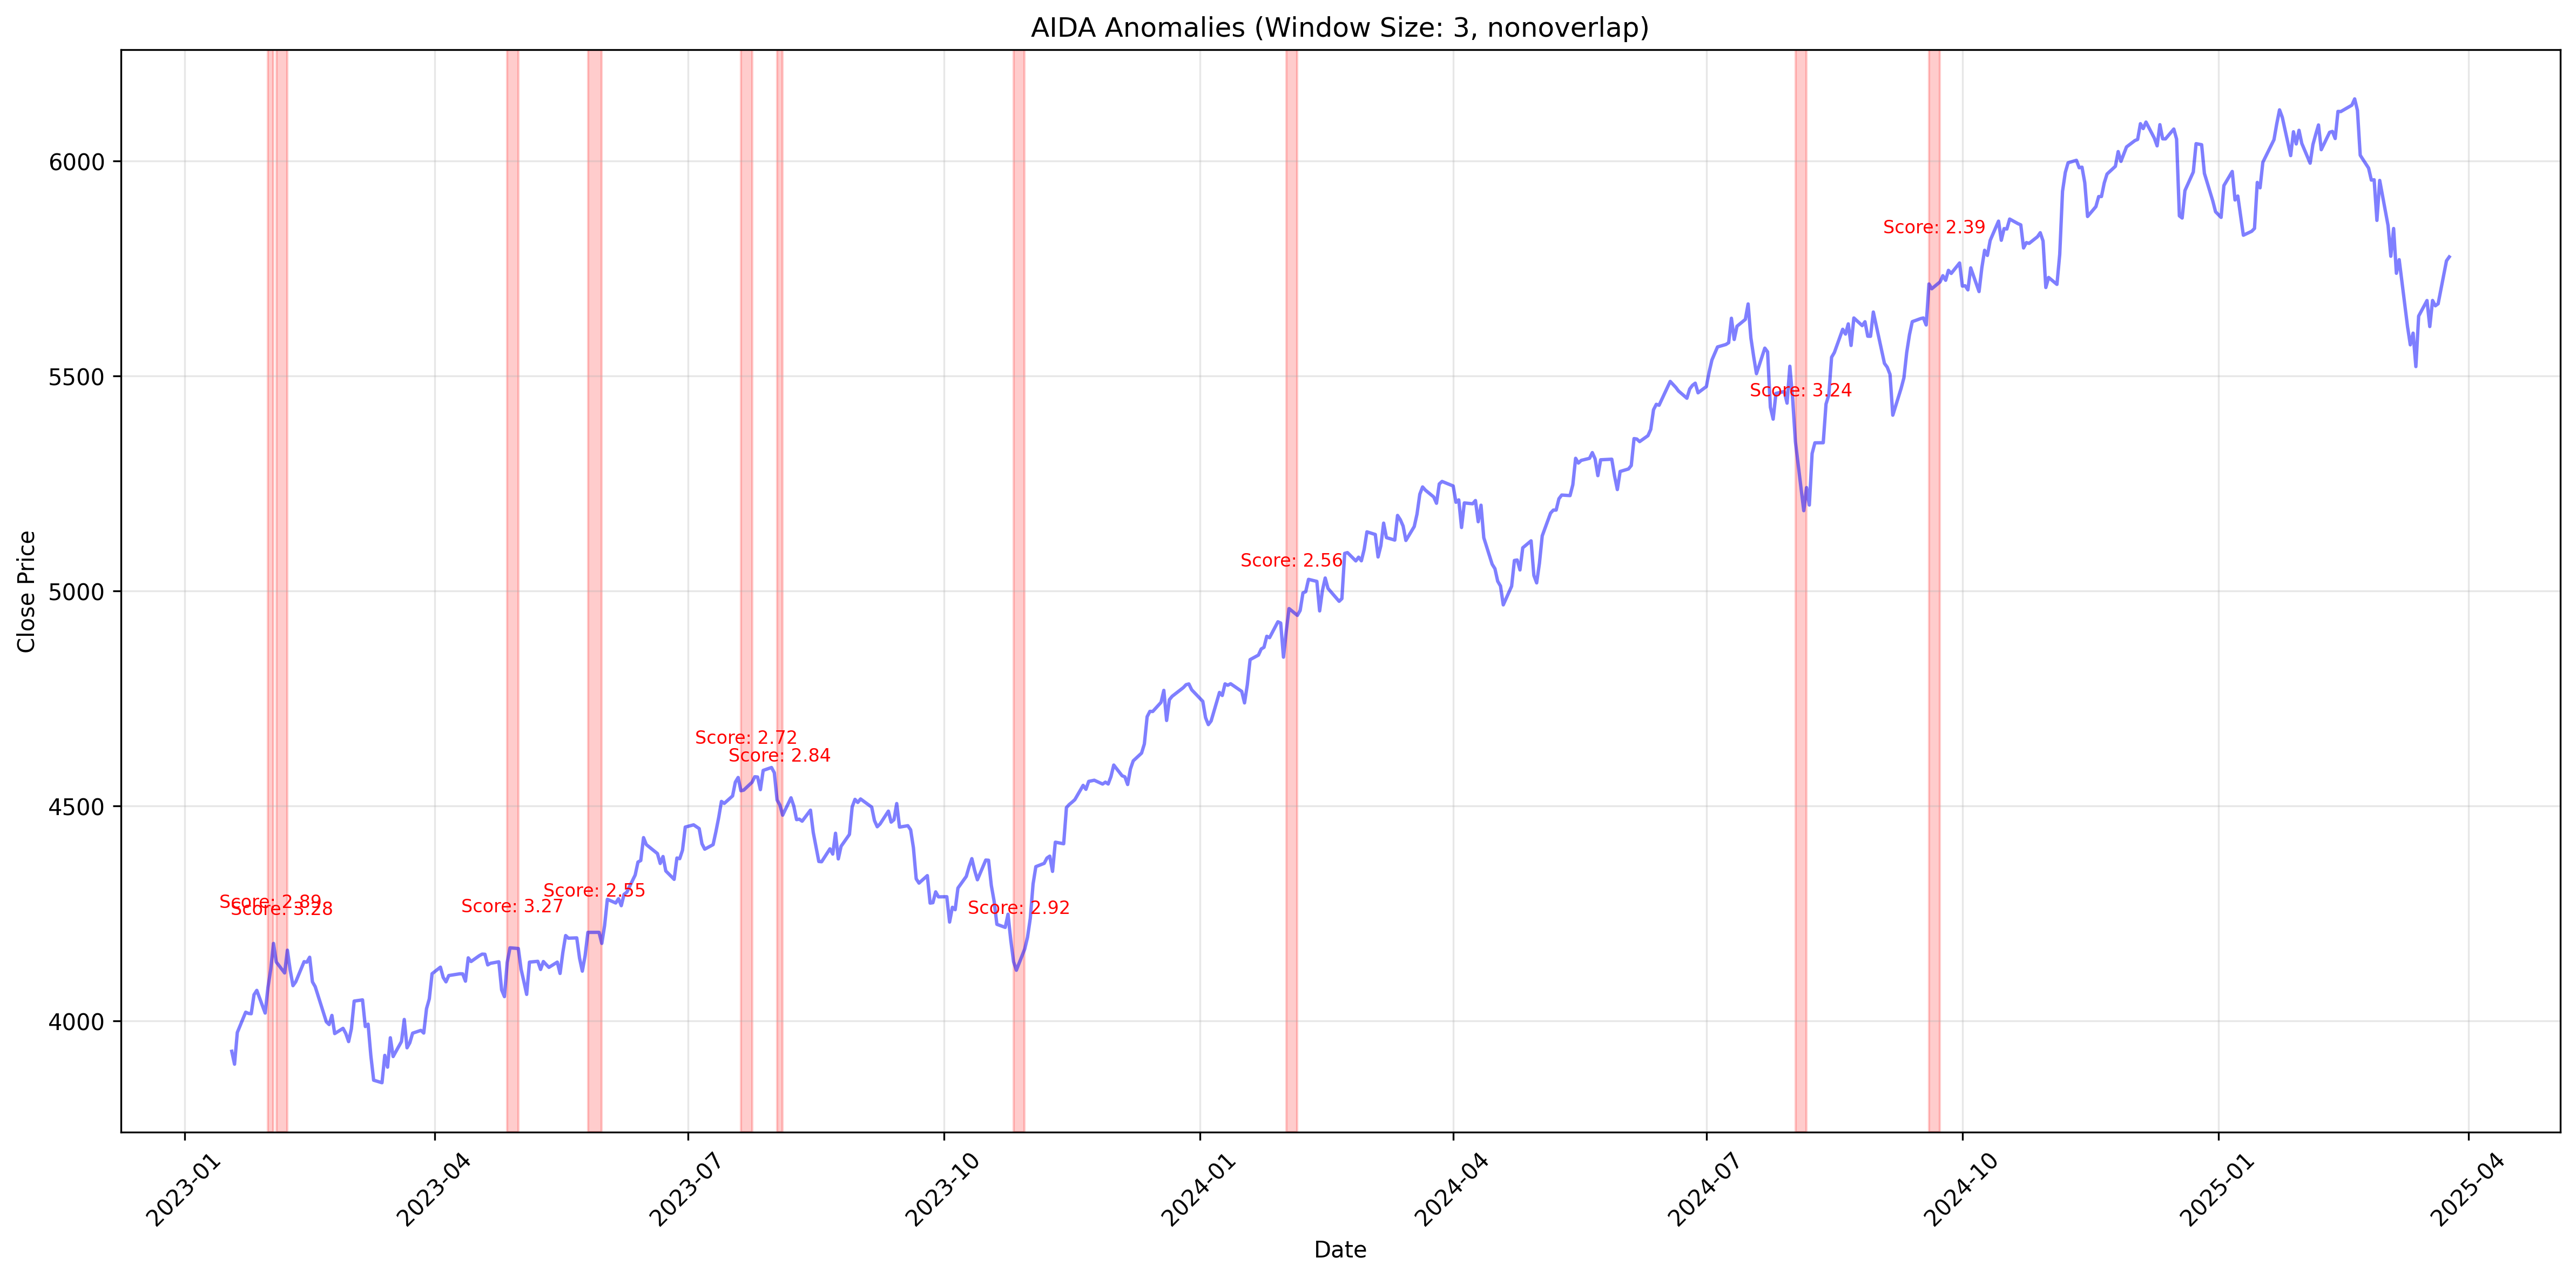 AIDA Anomalies (Window Size: 3, nonoverlap)
Close Price
6000
5500
5000
4500
4000
Score: 2.39
Score: 3.24
Score: 2.56
Score: 2.72
Score: 2.84
Score: 2.55
Score: 2.89
Score: 3.28
Score: 3.27
Score: 2.92
2023-01
2023-04
2023-07
2023-10
2024-01
2024-04
2024-07
2024-10
2025-01
2025-04
Date